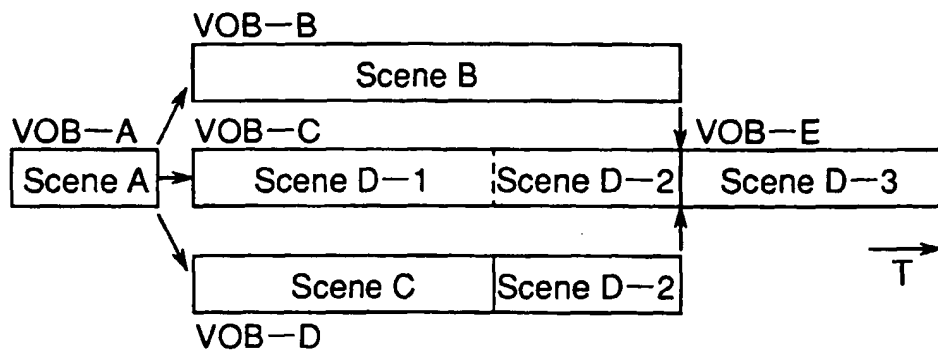 VOB—B
Scene B
VOB—A
VOB—C
VOB—E
Scene A
Scene D—1
Scene D—2
Scene D—3
Scene C
Scene D—2
T
VOB—D